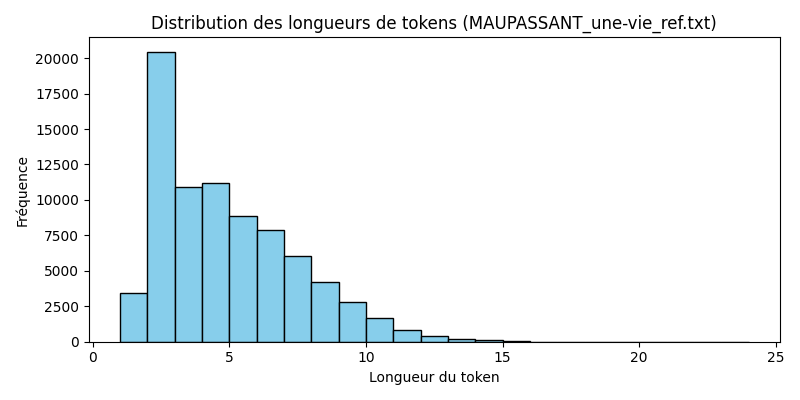 Distribution des longueurs de tokens (MAUPASSANT_une-vie_ref.txt)
Fréquence
20000
17500
15000
12500
10000
7500
5000
2500
0
0 5 10 15 20 25
Longueur du token